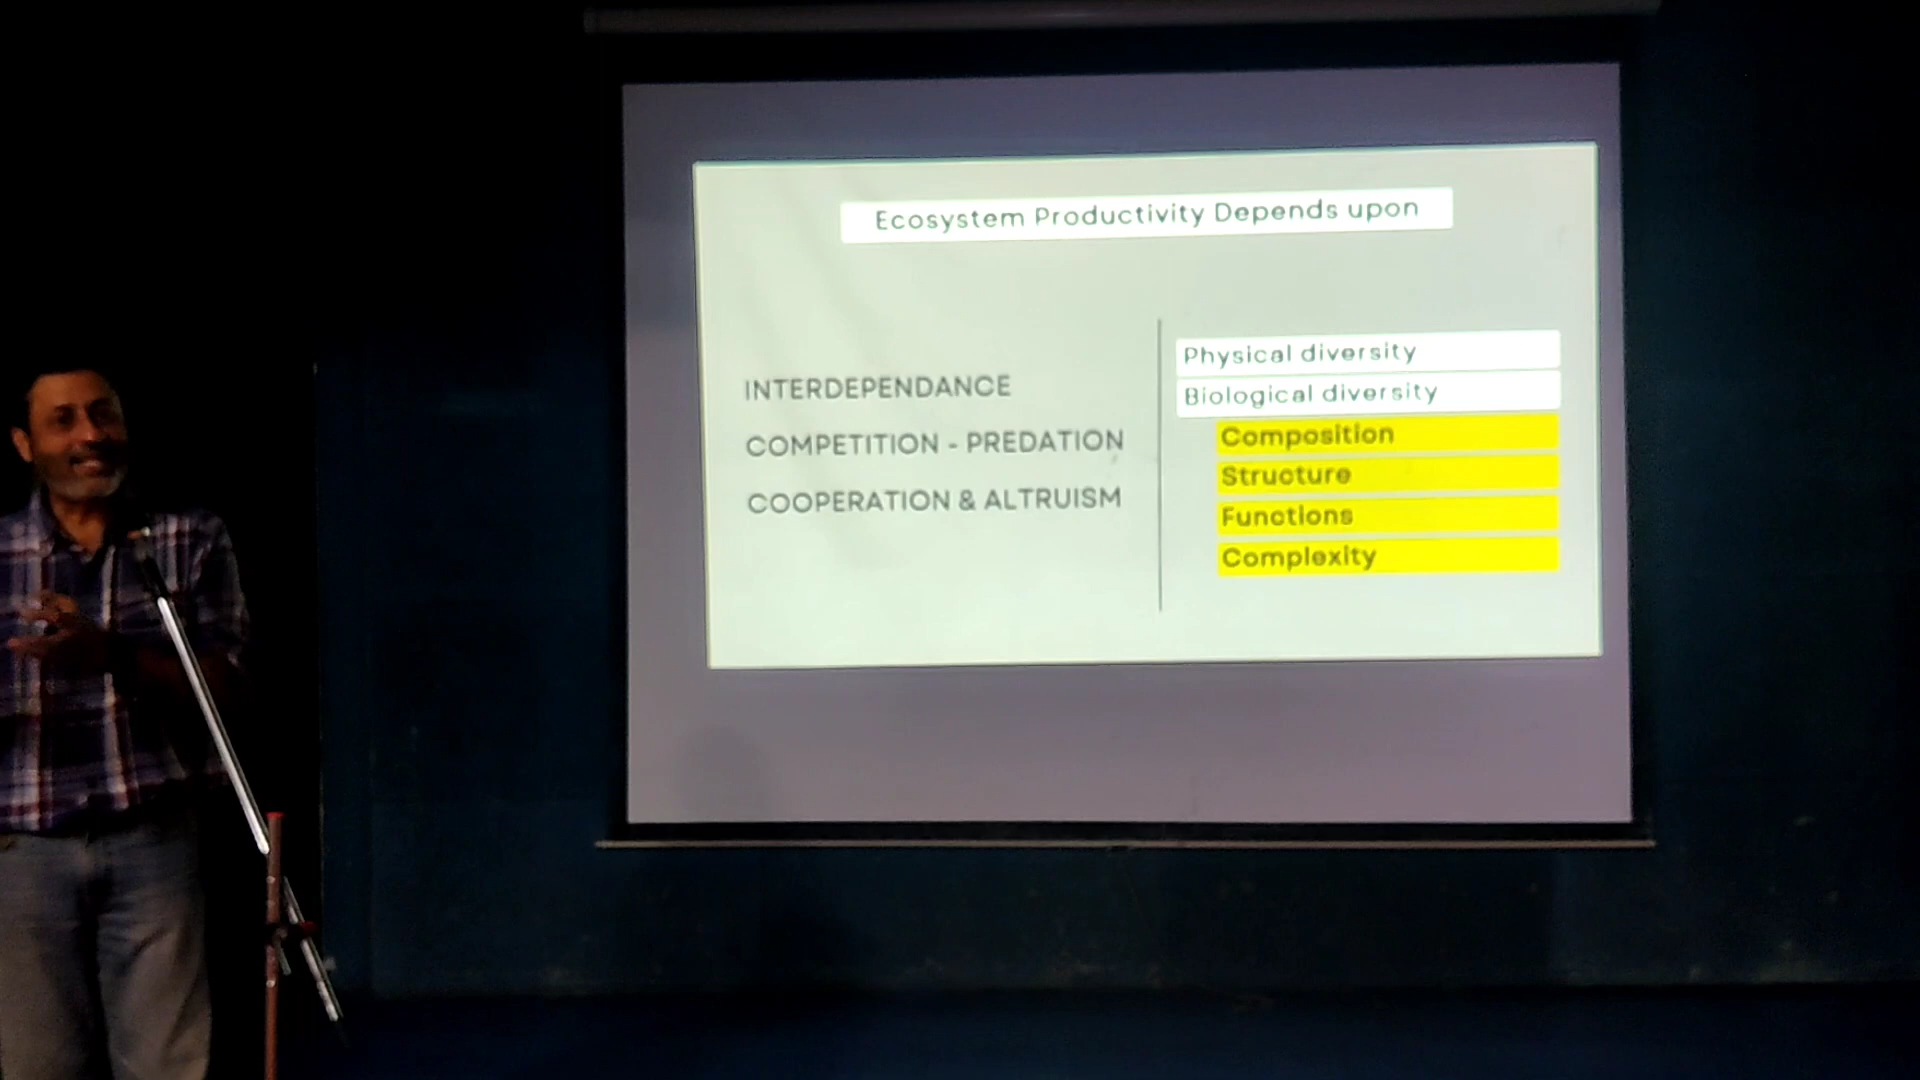 Ecosystem Productivity Depends upon
INTERDEPENDANCE
COMPETITION - PREDATION
COOPERATION & ALTRUISM
Physical diversity
Biological diversity
Composition
Structure
Functions
Complexity